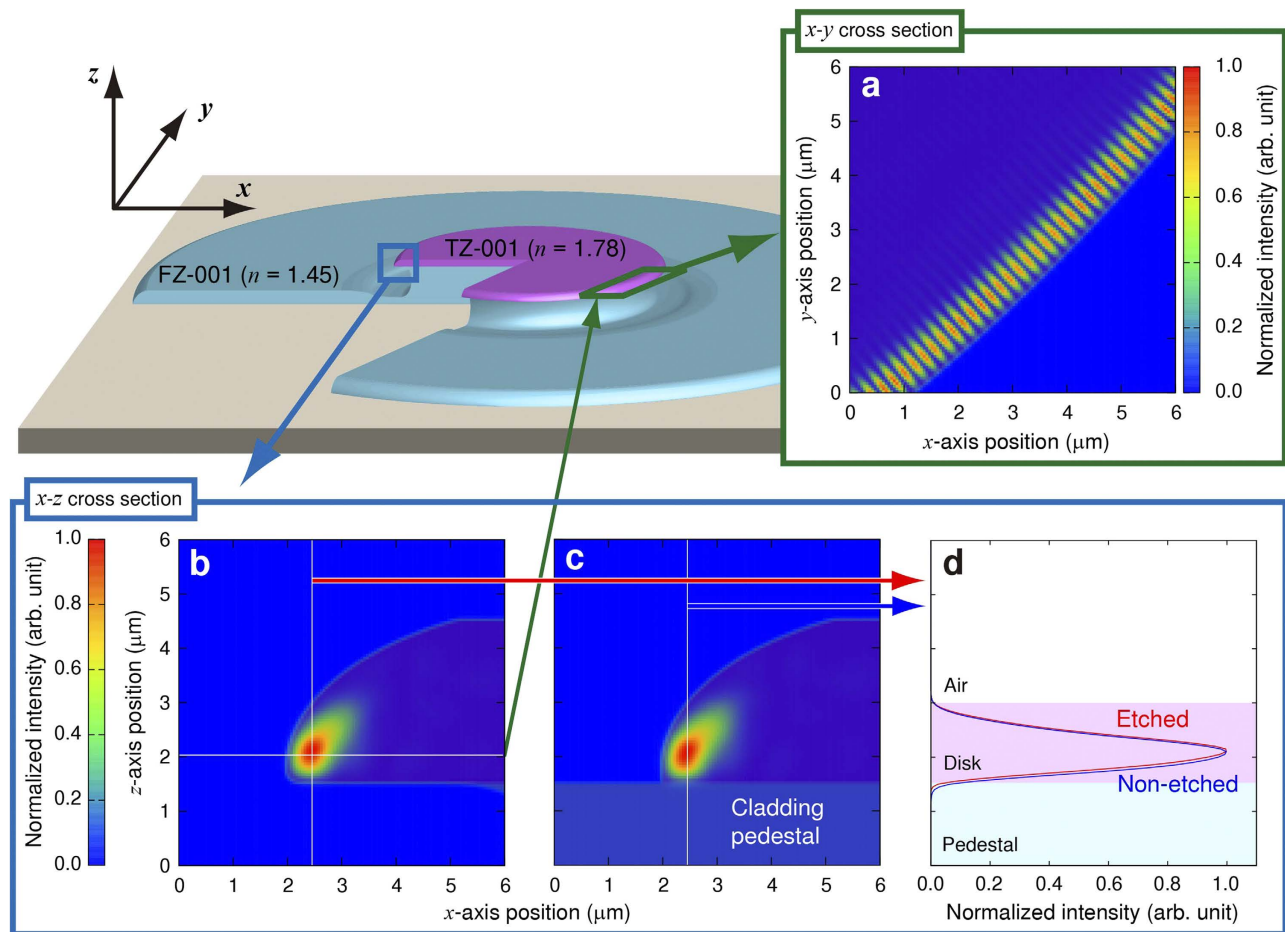 z
y
x
FZ-001 (n = 1.45)
TZ-001 (n = 1.78)
x-y cross section
a
6
5
4
3
2
1
0
y-axis position (μm)
0 1 2 3 4 5 6
x-axis position (μm)
1.0
0.8
0.6
0.4
0.2
0.0
Normalized intensity (arb. unit)
x-z cross section
Normalized intensity (arb. unit)
1.0
0.8
0.6
0.4
0.2
0.0
b
z-axis position (μm)
6
5
4
3
2
1
0
0 1 2 3 4 5 6
c
Cladding
pedestal
0 1 2 3 4 5 6
x-axis position (μm)
d
Air
Etched
Disk
Non-etched
Pedestal
0.0 0.2 0.4 0.6 0.8 1.0
Normalized intensity (arb. unit)